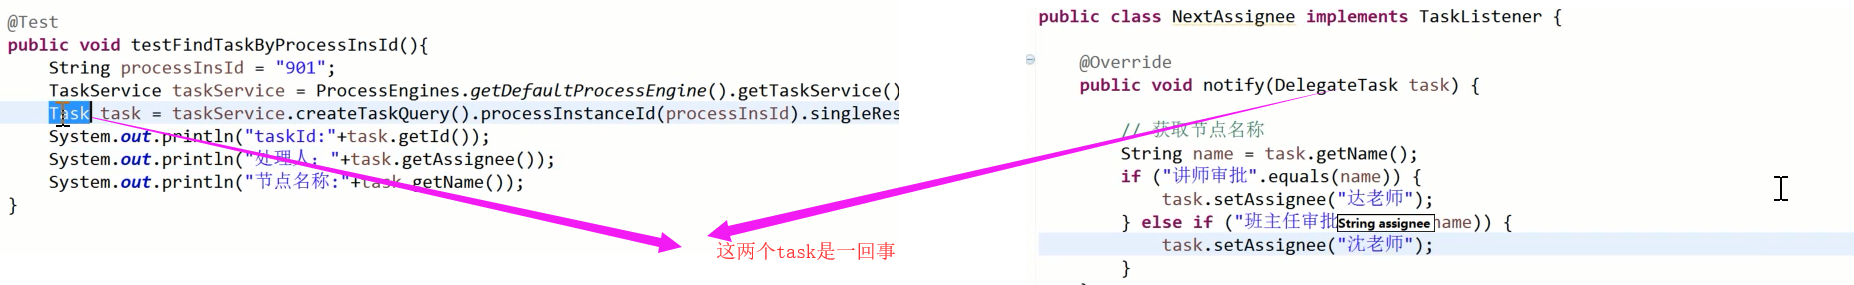 @Test
public void testFindTaskByProcessInsId(){
String processInsId = "901";
TaskService taskService = ProcessEngines.getDefaultProcessEngine().getTaskService()
Task task = taskService.createTaskQuery().processInstanceId(processInsId).singleRes
System.out.println("taskId:"+task.getId());
System.out.println("处理人: "+task.getAssignee());
System.out.println("节点名称:"+task.getName());
}
这两个task是一回事
public class NextAssignee implements TaskListener {
@Override
public void notify(DelegateTask task) {
// 获取节点名称
String name = task.getName();
if ("讲师审批".equals(name)) {
task.setAssignee("达老师");
} else if ("班主任审批 String assignee name)) {
task.setAssignee("沈老师");
}